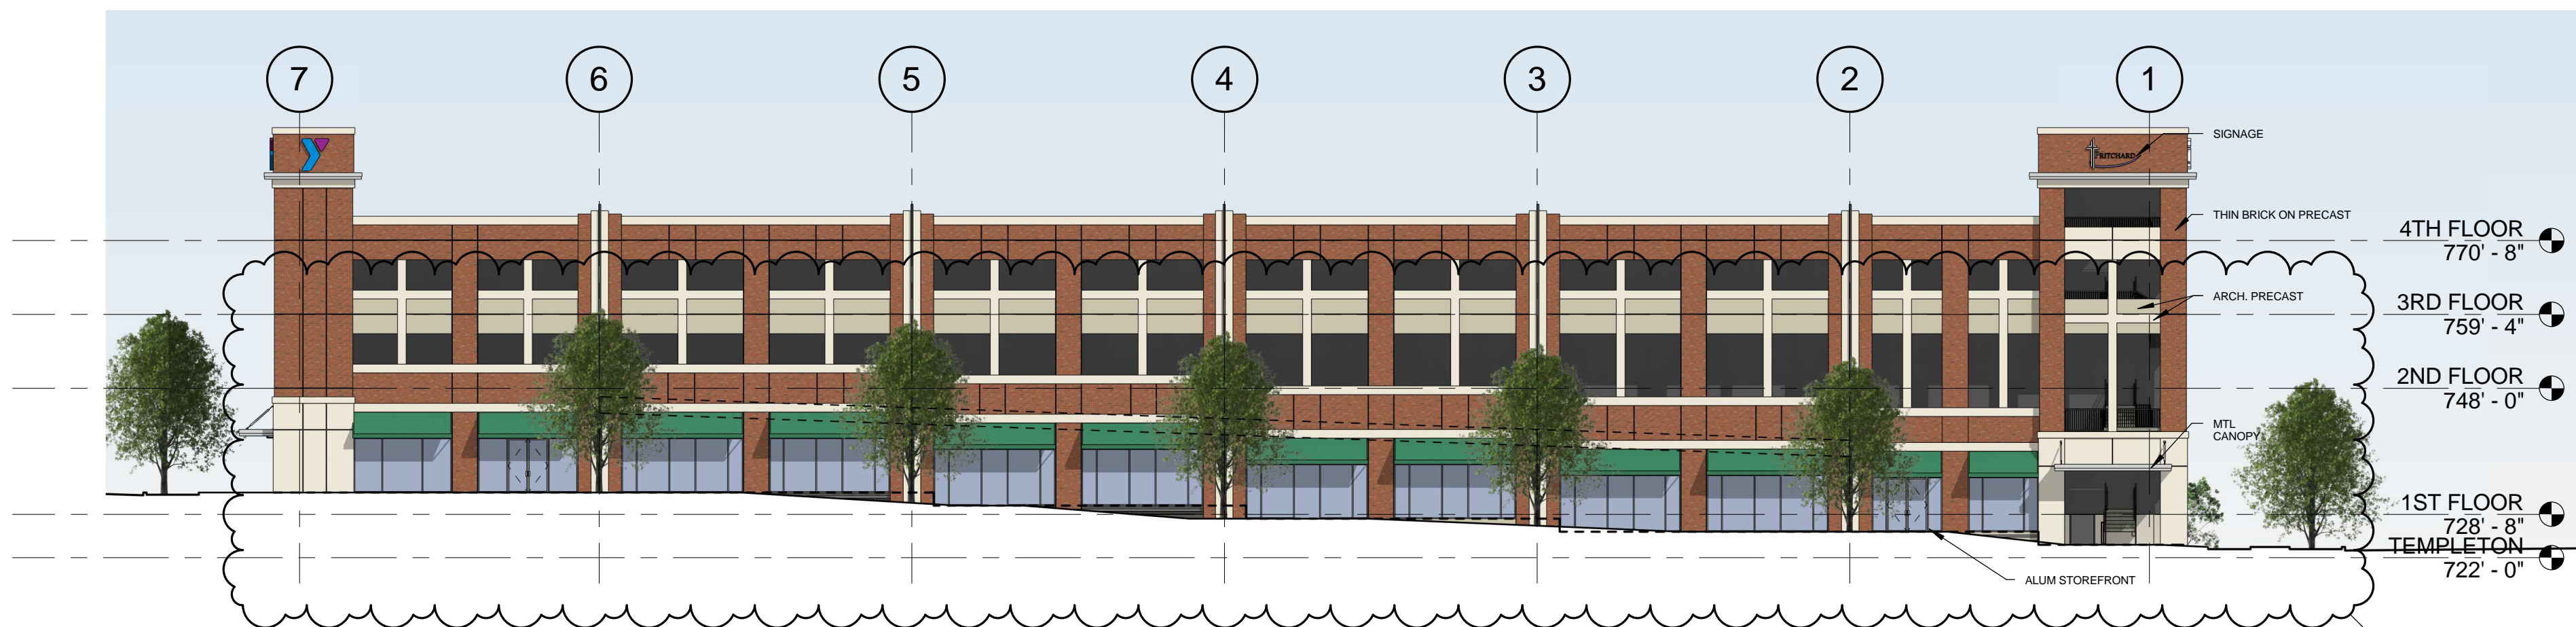 7
6
5
4
3
2
1
PRITCHARD
SIGNAGE
THIN BRICK ON PRECAST
4TH FLOOR
770' - 8"
ARCH. PRECAST
3RD FLOOR
759' - 4"
2ND FLOOR
748' - 0"
MTL
CANOPY
1ST FLOOR
728' - 8"
TEMPLETON
722' - 0"
ALUM STOREFRONT